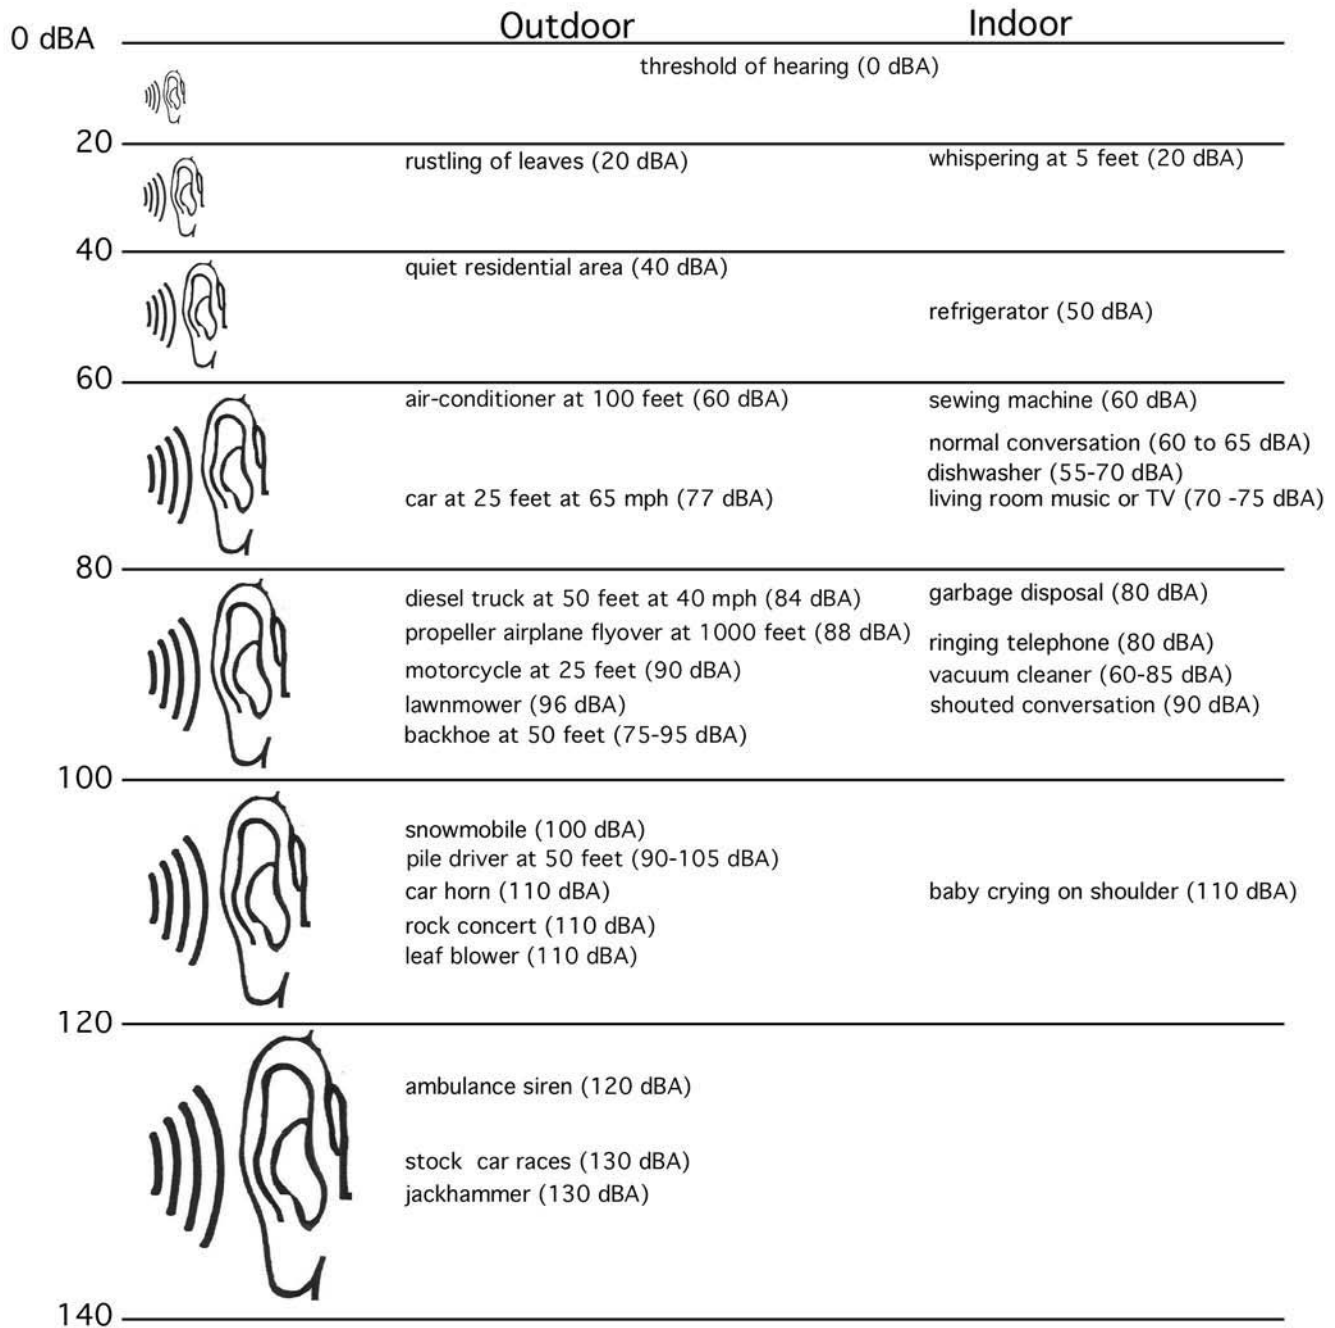 Outdoor Indoor
0 dBA
threshold of hearing (0 dBA)
20
rustling of leaves (20 dBA) whispering at 5 feet (20 dBA)
40
quiet residential area (40 dBA)
refrigerator (50 dBA)
60
air-conditioner at 100 feet (60 dBA) sewing machine (60 dBA)
normal conversation (60 to 65 dBA)
dishwasher (55-70 dBA)
car at 25 feet at 65 mph (77 dBA) living room music or TV (70 -75 dBA)
80
diesel truck at 50 feet at 40 mph (84 dBA) garbage disposal (80 dBA)
propeller airplane flyover at 1000 feet (88 dBA) ringing telephone (80 dBA)
motorcycle at 25 feet (90 dBA) vacuum cleaner (60-85 dBA)
lawnmower (96 dBA) shouted conversation (90 dBA)
backhoe at 50 feet (75-95 dBA)
100
snowmobile (100 dBA)
pile driver at 50 feet (90-105 dBA)
car horn (110 dBA) baby crying on shoulder (110 dBA)
rock concert (110 dBA)
leaf blower (110 dBA)
120
ambulance siren (120 dBA)
stock car races (130 dBA)
jackhammer (130 dBA)
140